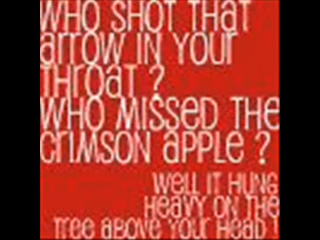 WHO SHOT THAT
ARROW IN YOUR
THROAT ?
WHO MISSED THE
CRIMSON APPLE ?
WELL IT HUNG
HEAVY ON THE
TREE ABOVE YOUR HEAD !